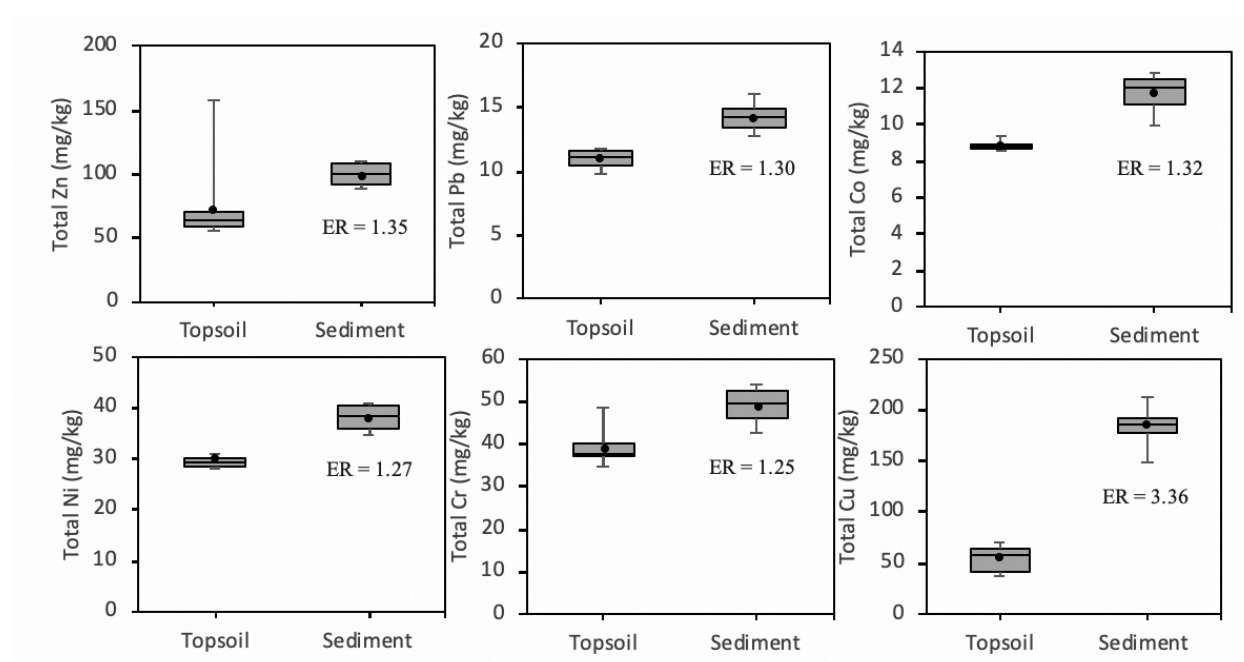 Total Zn (mg/kg)
200
150
100
50
0
ER = 1.35
Topsoil
Sediment
Total Pb (mg/kg)
20
15
10
5
0
ER = 1.30
Topsoil
Sediment
Total Co (mg/kg)
14
12
10
8
6
4
2
0
ER = 1.32
Topsoil
Sediment
Total Ni (mg/kg)
50
40
30
20
10
0
ER = 1.27
Topsoil
Sediment
Total Cr (mg/kg)
60
50
40
30
20
10
0
ER = 1.25
Topsoil
Sediment
Total Cu (mg/kg)
250
200
150
100
50
0
ER = 3.36
Topsoil
Sediment